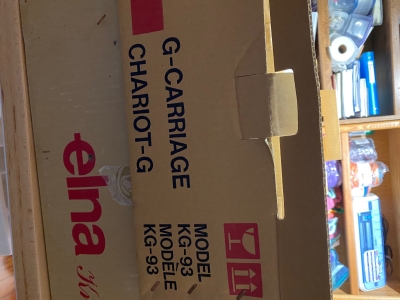 G-CARRIAGE
CHARIOT-G
MODEL
KG-93
MODÈLE
KG-93
elna